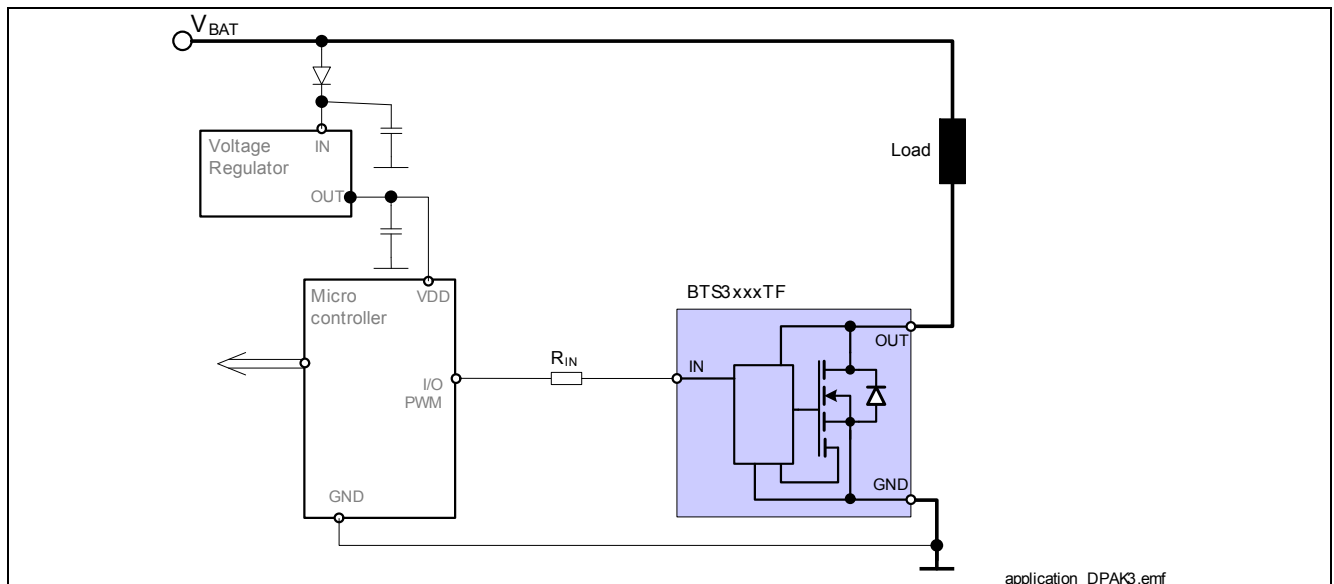 VBAT
Voltage
Regulator
IN
OUT
Load
Micro
controller
VDD
I/O
PWM
GND
RIN
BTS3xxxTF
IN
OUT
GND
application_DPAK3.emf